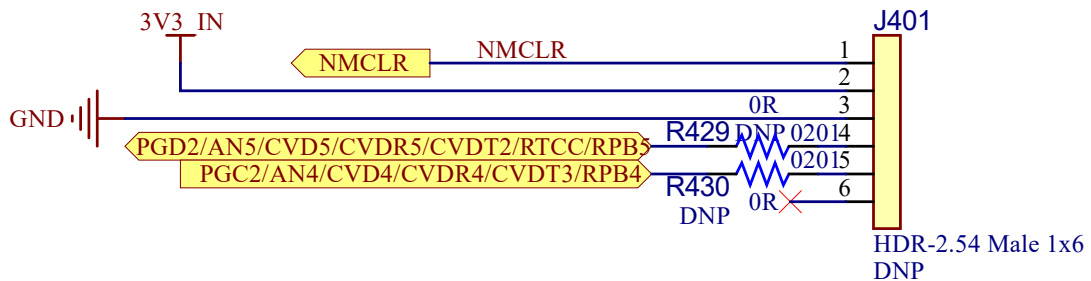 J401
3V3_IN
NMCLR
NMCLR
1
2
GND
0R
3
PGD2/AN5/CVD5/CVDR5/CVDT2/RTCC/RPB5
R429
DNP
0201
4
PGC2/AN4/CVD4/CVDR4/CVDT3/RPB4
R430
0201
5
DNP
0R
6
HDR-2.54 Male 1x6
DNP